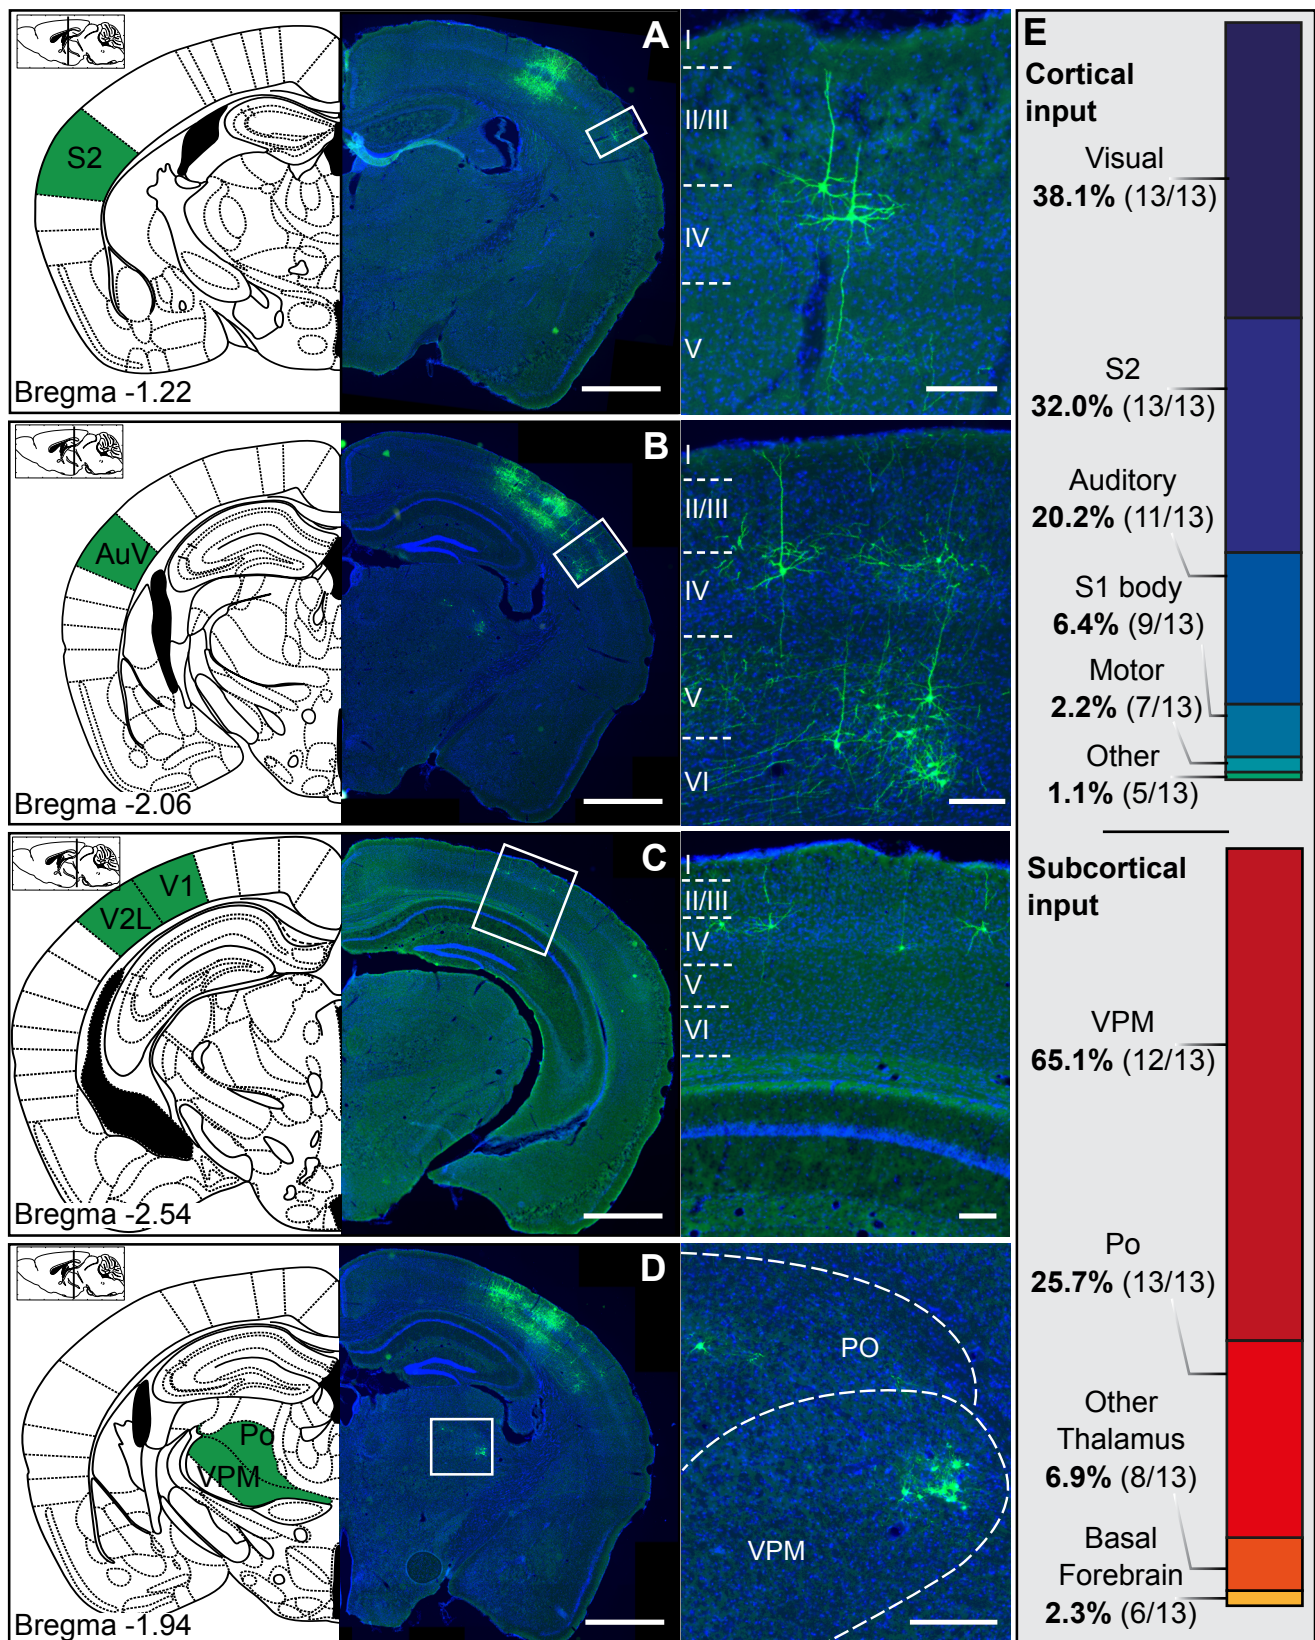 A
S2
Bregma -1.22
I
II/III
IV
V
B
AuV
Bregma -2.06
I
II/III
IV
V
VI
C
V1
V2L
Bregma -2.54
I
II/III
IV
V
VI
D
Po
VPM
Bregma -1.94
PO
VPM
E
Cortical
input
Visual
38.1% (13/13)
S2
32.0% (13/13)
Auditory
20.2% (11/13)
S1 body
6.4% (9/13)
Motor
2.2% (7/13)
Other
1.1% (5/13)
Subcortical
input
VPM
65.1% (12/13)
Po
25.7% (13/13)
Other
Thalamus
6.9% (8/13)
Basal
Forebrain
2.3% (6/13)